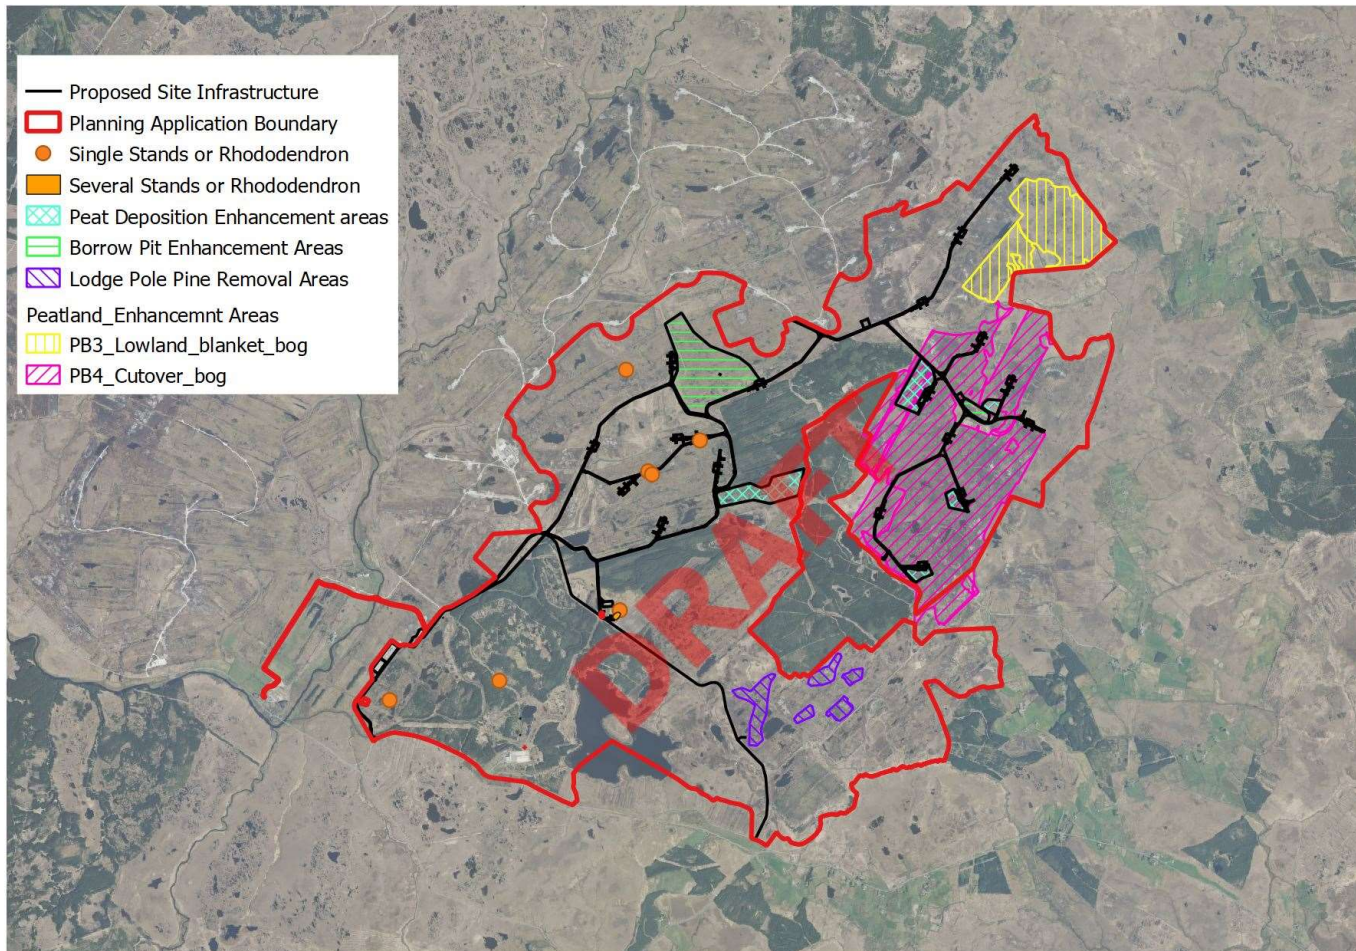 Proposed Site Infrastructure
Planning Application Boundary
Single Stands or Rhododendron
Several Stands or Rhododendron
Peat Deposition Enhancement areas
Borrow Pit Enhancement Areas
Lodge Pole Pine Removal Areas
Peatland_Enhancemnt Areas
PB3_Lowland_blanket_bog
PB4_Cutover_bog
DRAFT